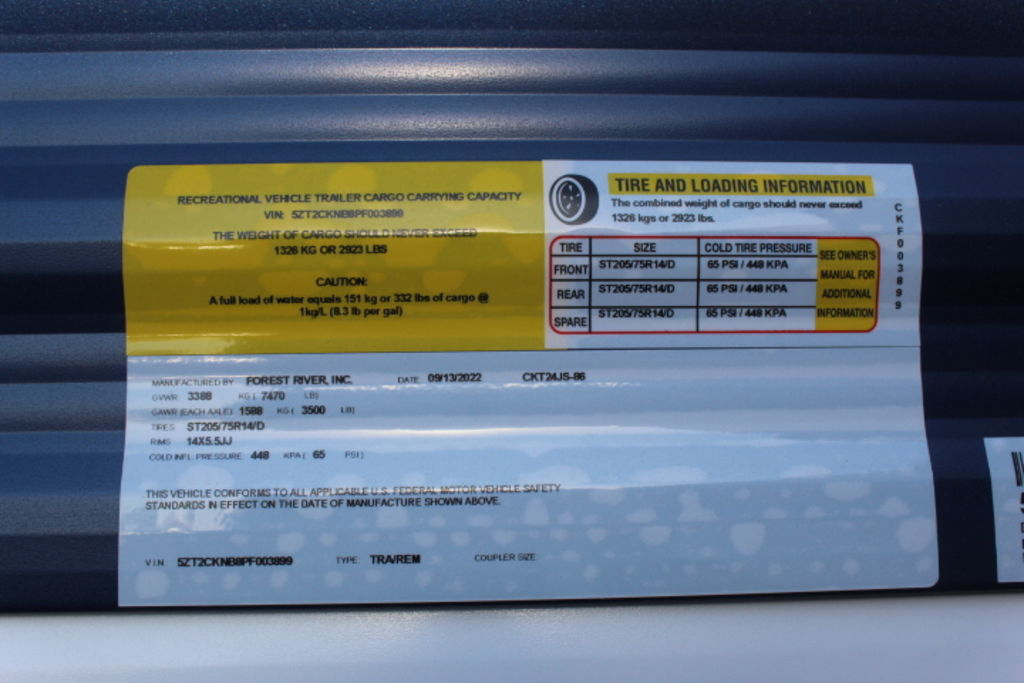 RECREATIONAL VEHICLE TRAILER CARGO CARRYING CAPACITY
VIN: 5ZT2CKNB8PF003899
THE WEIGHT OF CARGO SHOULD NEVER EXCEED
1326 KG OR 2923 LBS
CAUTION:
A full load of water equals 151 kg or 332 lbs of cargo @
1kg/L (8.3 lb per gal)
TIRE AND LOADING INFORMATION
The combined weight of cargo should never exceed
1326 kgs or 2923 lbs.
TIRE SIZE COLD TIRE PRESSURE
FRONT ST205/75R14/D 65 PSI / 448 KPA
REAR ST205/75R14/D 65 PSI / 448 KPA
SPARE ST205/75R14/D 65 PSI / 448 KPA
SEE OWNER'S
MANUAL FOR
ADDITIONAL
INFORMATION
CKF003899
MANUFACTURED BY FOREST RIVER, INC. DATE 09/13/2022 CKT24JS-86
GVWR 3388 KG ( 7470 LB)
GAWR (EACH AXLE) 1588 KG ( 3500 LB)
TIRES ST205/75R14/D
RIMS 14X5.5JJ
COLD INFL. PRESSURE 448 KPA ( 65 PSI)
THIS VEHICLE CONFORMS TO ALL APPLICABLE U.S. FEDERAL MOTOR VEHICLE SAFETY
STANDARDS IN EFFECT ON THE DATE OF MANUFACTURE SHOWN ABOVE.
V.I.N. 5ZT2CKNB8PF003899 TYPE: TRA/REM COUPLER SIZE: